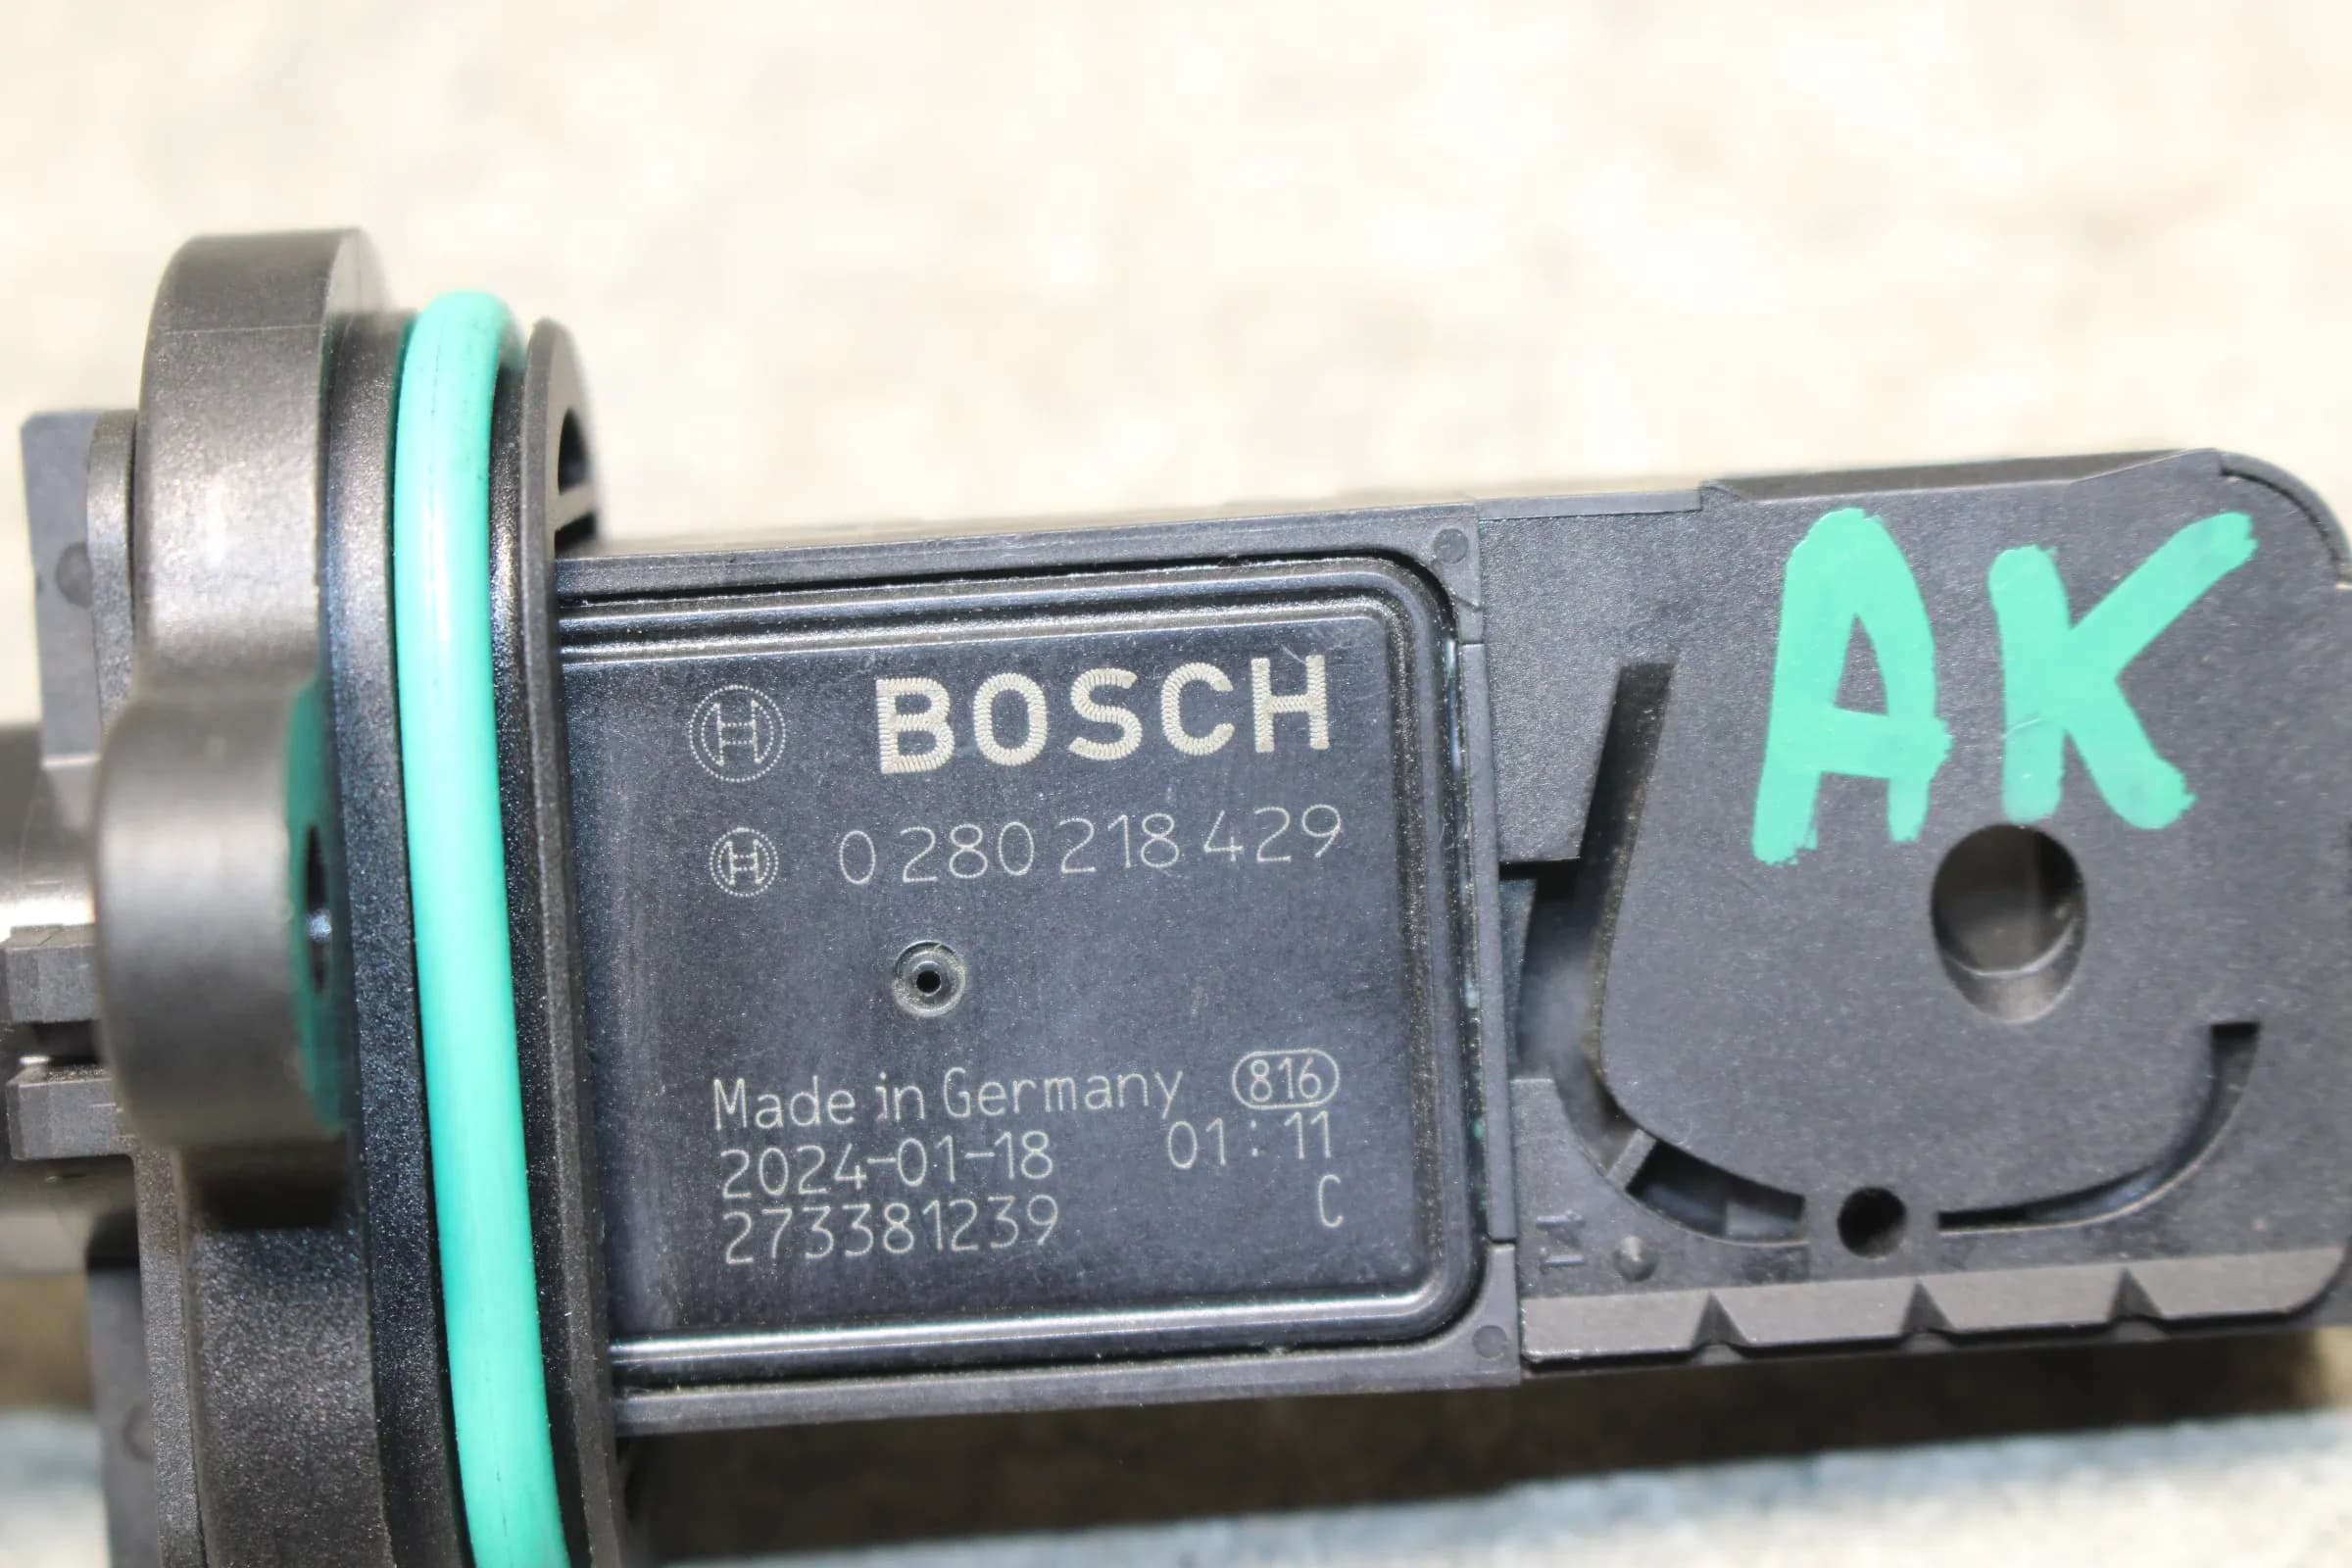 BOSCH
0 280 218 429
Made in Germany 816
2024-01-18 01:11
273381239 C
AK